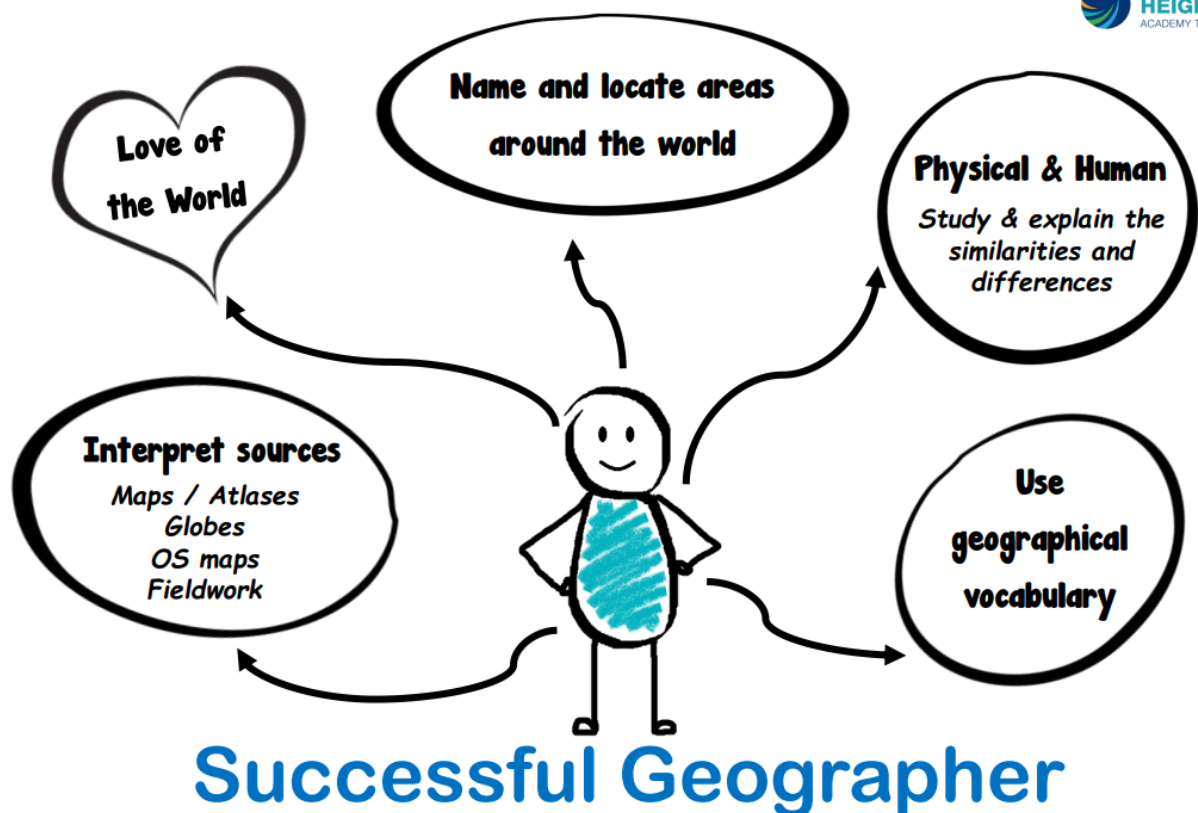 ACADEMY
Love of
the World
Name and locate areas
around the world
Physical & Human
Study & explain the
similarities and
differences
Interpret sources
Maps / Atlases
Globes
OS maps
Fieldwork
Use
geographical
vocabulary
Successful Geographer